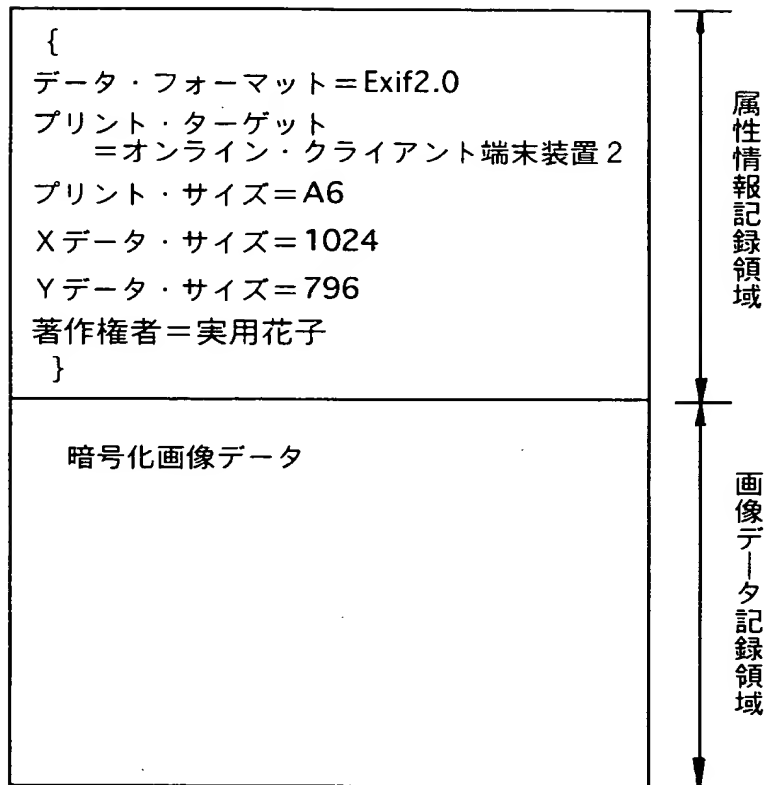 {
データ・フォーマット＝Exif2.0
プリント・ターゲット
＝オンライン・クライアント端末装置２
プリント・サイズ＝A6
Xデータ・サイズ＝1024
Yデータ・サイズ＝796
著作権者＝実用花子
}
属性情報記録領域
暗号化画像データ
画像データ記録領域